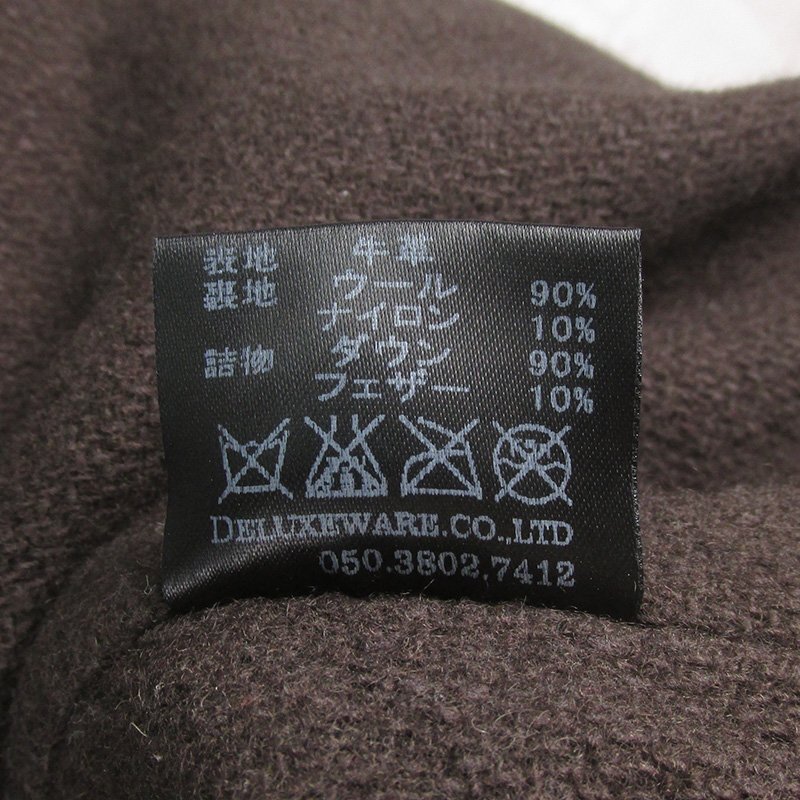 表地 牛革
裏地 ウール 90%
ナイロン 10%
詰物 ダウン 90%
フェザー 10%
DELUXEWARE.CO.,LTD
050.3802.7412